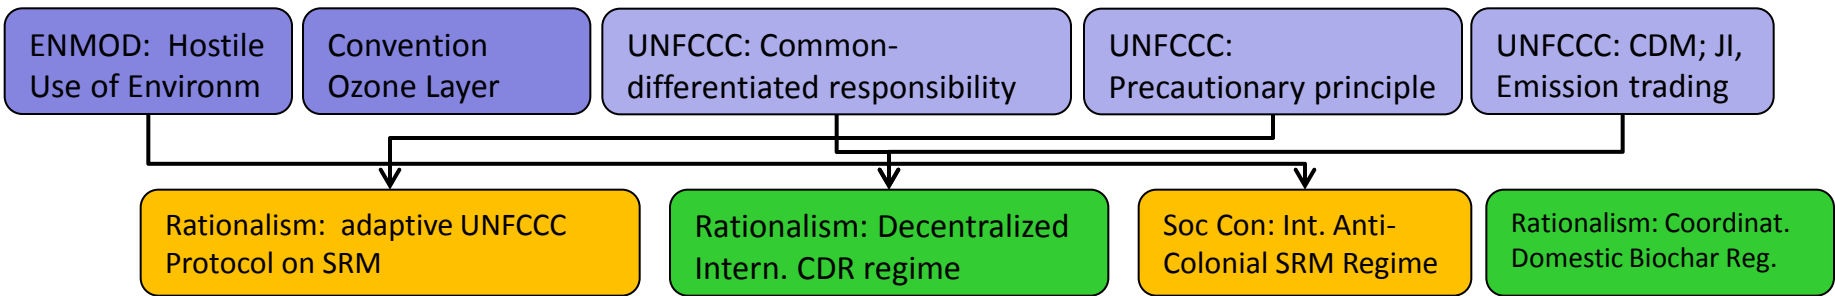 ENMOD: Hostile
Use of Environm
Convention
Ozone Layer
UNFCCC: Common-
differentiated responsibility
UNFCCC:
Precautionary principle
UNFCCC: CDM; JI,
Emission trading
Rationalism: adaptive UNFCCC
Protocol on SRM
Rationalism: Decentralized
Intern. CDR regime
Soc Con: Int. Anti-
Colonial SRM Regime
Rationalism: Coordinat.
Domestic Biochar Reg.